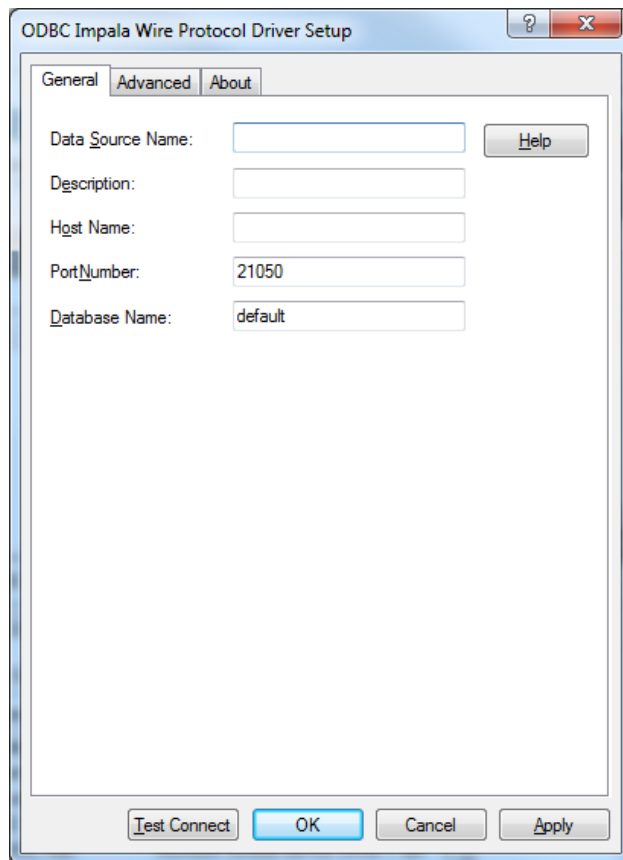 ODBC Impala Wire Protocol Driver Setup
General Advanced About
Data Source Name:
Help
Description:
Host Name:
PortNumber: 21050
Database Name: default
Test Connect OK Cancel Apply